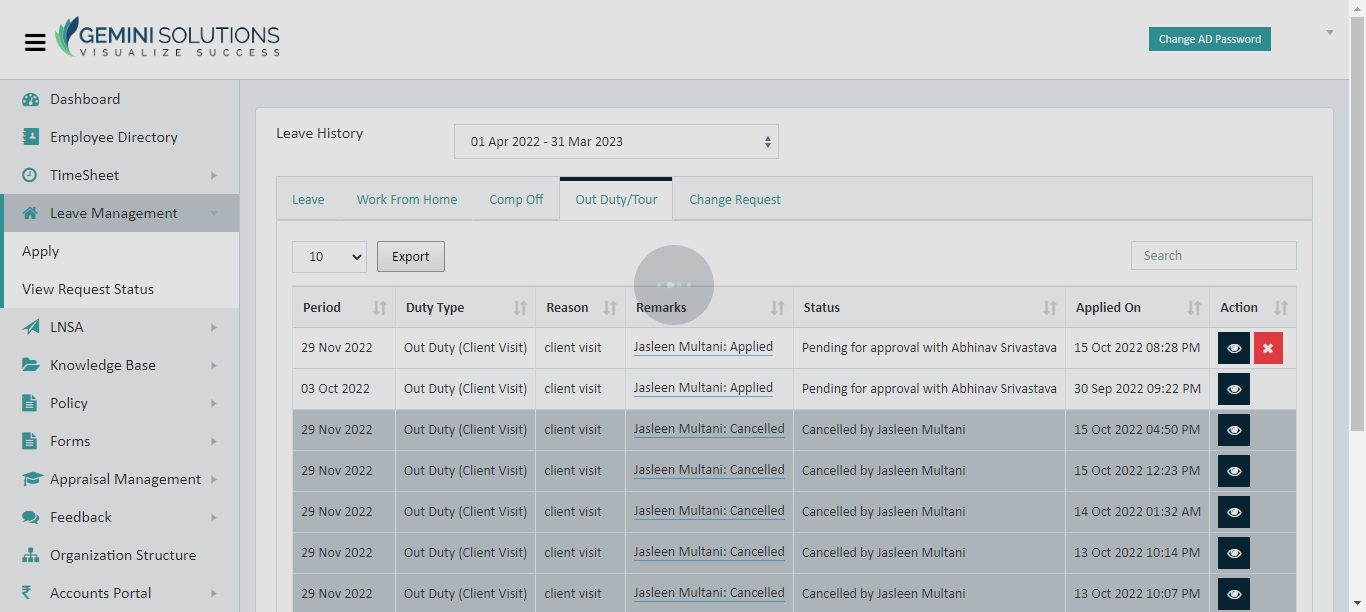 GEMINI SOLUTIONS
VISUALIZE SUCCESS
Change AD Password
Dashboard
Employee Directory
TimeSheet
Leave Management
Apply
View Request Status
LNSA
Knowledge Base
Policy
Forms
Appraisal Management
Feedback
Organization Structure
Accounts Portal
Leave History
01 Apr 2022 - 31 Mar 2023
Leave Work From Home Comp Off Out Duty/Tour Change Request
10 Export Search
Period Duty Type Reason Remarks Status Applied On Action
29 Nov 2022 Out Duty (Client Visit) client visit Jasleen Multani: Applied Pending for approval with Abhinav Srivastava 15 Oct 2022 08:28 PM
03 Oct 2022 Out Duty (Client Visit) client visit Jasleen Multani: Applied Pending for approval with Abhinav Srivastava 30 Sep 2022 09:22 PM
29 Nov 2022 Out Duty (Client Visit) client visit Jasleen Multani: Cancelled Cancelled by Jasleen Multani 15 Oct 2022 04:50 PM
29 Nov 2022 Out Duty (Client Visit) client visit Jasleen Multani: Cancelled Cancelled by Jasleen Multani 15 Oct 2022 12:23 PM
29 Nov 2022 Out Duty (Client Visit) client visit Jasleen Multani: Cancelled Cancelled by Jasleen Multani 14 Oct 2022 01:32 AM
29 Nov 2022 Out Duty (Client Visit) client visit Jasleen Multani: Cancelled Cancelled by Jasleen Multani 13 Oct 2022 10:14 PM
29 Nov 2022 Out Duty (Client Visit) client visit Jasleen Multani: Cancelled Cancelled by Jasleen Multani 13 Oct 2022 10:07 PM